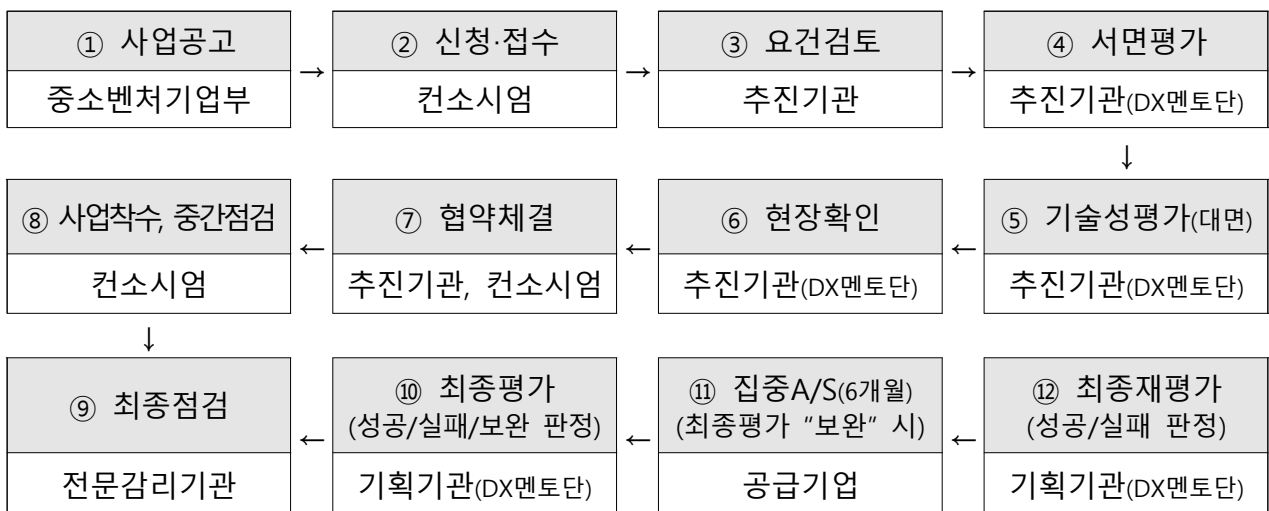 ① 사업공고
중소벤처기업부
→
② 신청·접수
컨소시엄
→
③ 요건검토
추진기관
→
④ 서면평가
추진기관(DX멘토단)
↓
⑤ 기술성평가(대면)
추진기관(DX멘토단)
←
⑥ 현장확인
추진기관(DX멘토단)
←
⑦ 협약체결
추진기관, 컨소시엄
←
⑧ 사업착수, 중간점검
컨소시엄
↓
⑨ 최종점검
전문감리기관
←
⑩ 최종평가
(성공/실패/보완 판정)
기획기관(DX멘토단)
←
⑪ 집중A/S(6개월)
(최종평가 “보완” 시)
공급기업
←
⑫ 최종재평가
(성공/실패 판정)
기획기관(DX멘토단)